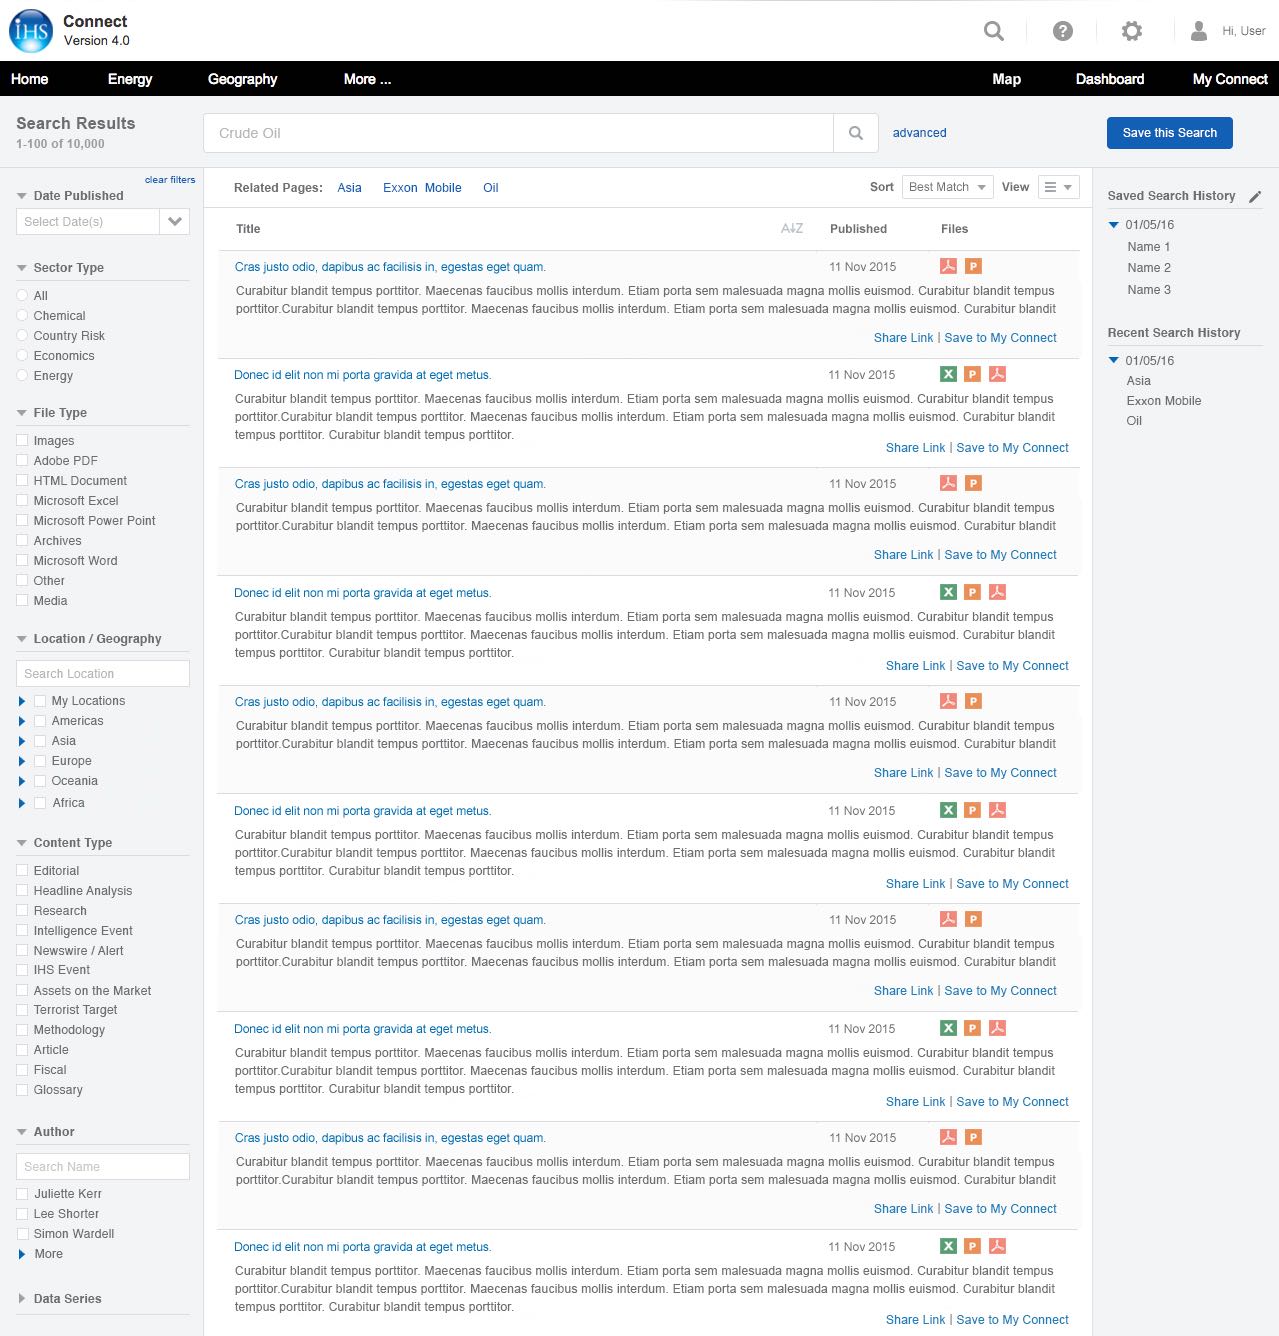 iHS
Connect
Version 4.0
Hi, User
Home Energy Geography More ... Map Dashboard My Connect
Search Results
1-100 of 10,000
Crude Oil
advanced
Save this Search
clear filters
Date Published
Select Date(s)
Sector Type
All
Chemical
Country Risk
Economics
Energy
File Type
Images
Adobe PDF
HTML Document
Microsoft Excel
Microsoft Power Point
Archives
Microsoft Word
Other
Media
Location / Geography
Search Location
My Locations
Americas
Asia
Europe
Oceania
Africa
Content Type
Editorial
Headline Analysis
Research
Intelligence Event
Newswire / Alert
IHS Event
Assets on the Market
Terrorist Target
Methodology
Article
Fiscal
Glossary
Author
Search Name
Juliette Kerr
Lee Shorter
Simon Wardell
More
Data Series
Related Pages: Asia Exxon Mobile Oil
Sort Best Match View
Title A↓Z Published Files
Cras justo odio, dapibus ac facilisis in, egestas eget quam. 11 Nov 2015 P
Curabitur blandit tempus porttitor. Maecenas faucibus mollis interdum. Etiam porta sem malesuada magna mollis euismod. Curabitur blandit tempus
porttitor.Curabitur blandit tempus porttitor. Maecenas faucibus mollis interdum. Etiam porta sem malesuada magna mollis euismod. Curabitur blandit
Share Link | Save to My Connect
Donec id elit non mi porta gravida at eget metus. 11 Nov 2015 X P
Curabitur blandit tempus porttitor. Maecenas faucibus mollis interdum. Etiam porta sem malesuada magna mollis euismod. Curabitur blandit tempus
porttitor.Curabitur blandit tempus porttitor. Maecenas faucibus mollis interdum. Etiam porta sem malesuada magna mollis euismod. Curabitur blandit
tempus porttitor. Curabitur blandit tempus porttitor.
Share Link | Save to My Connect
Cras justo odio, dapibus ac facilisis in, egestas eget quam. 11 Nov 2015 P
Curabitur blandit tempus porttitor. Maecenas faucibus mollis interdum. Etiam porta sem malesuada magna mollis euismod. Curabitur blandit tempus
porttitor.Curabitur blandit tempus porttitor. Maecenas faucibus mollis interdum. Etiam porta sem malesuada magna mollis euismod. Curabitur blandit
Share Link | Save to My Connect
Donec id elit non mi porta gravida at eget metus. 11 Nov 2015 X P
Curabitur blandit tempus porttitor. Maecenas faucibus mollis interdum. Etiam porta sem malesuada magna mollis euismod. Curabitur blandit tempus
porttitor.Curabitur blandit tempus porttitor. Maecenas faucibus mollis interdum. Etiam porta sem malesuada magna mollis euismod. Curabitur blandit
tempus porttitor. Curabitur blandit tempus porttitor.
Share Link | Save to My Connect
Cras justo odio, dapibus ac facilisis in, egestas eget quam. 11 Nov 2015 P
Curabitur blandit tempus porttitor. Maecenas faucibus mollis interdum. Etiam porta sem malesuada magna mollis euismod. Curabitur blandit tempus
porttitor.Curabitur blandit tempus porttitor. Maecenas faucibus mollis interdum. Etiam porta sem malesuada magna mollis euismod. Curabitur blandit
Share Link | Save to My Connect
Donec id elit non mi porta gravida at eget metus. 11 Nov 2015 X P
Curabitur blandit tempus porttitor. Maecenas faucibus mollis interdum. Etiam porta sem malesuada magna mollis euismod. Curabitur blandit tempus
porttitor.Curabitur blandit tempus porttitor. Maecenas faucibus mollis interdum. Etiam porta sem malesuada magna mollis euismod. Curabitur blandit
tempus porttitor. Curabitur blandit tempus porttitor.
Share Link | Save to My Connect
Cras justo odio, dapibus ac facilisis in, egestas eget quam. 11 Nov 2015 P
Curabitur blandit tempus porttitor. Maecenas faucibus mollis interdum. Etiam porta sem malesuada magna mollis euismod. Curabitur blandit tempus
porttitor.Curabitur blandit tempus porttitor. Maecenas faucibus mollis interdum. Etiam porta sem malesuada magna mollis euismod. Curabitur blandit
Share Link | Save to My Connect
Donec id elit non mi porta gravida at eget metus. 11 Nov 2015 X P
Curabitur blandit tempus porttitor. Maecenas faucibus mollis interdum. Etiam porta sem malesuada magna mollis euismod. Curabitur blandit tempus
porttitor.Curabitur blandit tempus porttitor. Maecenas faucibus mollis interdum. Etiam porta sem malesuada magna mollis euismod. Curabitur blandit
tempus porttitor. Curabitur blandit tempus porttitor.
Share Link | Save to My Connect
Cras justo odio, dapibus ac facilisis in, egestas eget quam. 11 Nov 2015 P
Curabitur blandit tempus porttitor. Maecenas faucibus mollis interdum. Etiam porta sem malesuada magna mollis euismod. Curabitur blandit tempus
porttitor.Curabitur blandit tempus porttitor. Maecenas faucibus mollis interdum. Etiam porta sem malesuada magna mollis euismod. Curabitur blandit
Share Link | Save to My Connect
Donec id elit non mi porta gravida at eget metus. 11 Nov 2015 X P
Curabitur blandit tempus porttitor. Maecenas faucibus mollis interdum. Etiam porta sem malesuada magna mollis euismod. Curabitur blandit tempus
porttitor.Curabitur blandit tempus porttitor. Maecenas faucibus mollis interdum. Etiam porta sem malesuada magna mollis euismod. Curabitur blandit
tempus porttitor. Curabitur blandit tempus porttitor.
Share Link | Save to My Connect
Saved Search History
01/05/16
Name 1
Name 2
Name 3
Recent Search History
01/05/16
Asia
Exxon Mobile
Oil